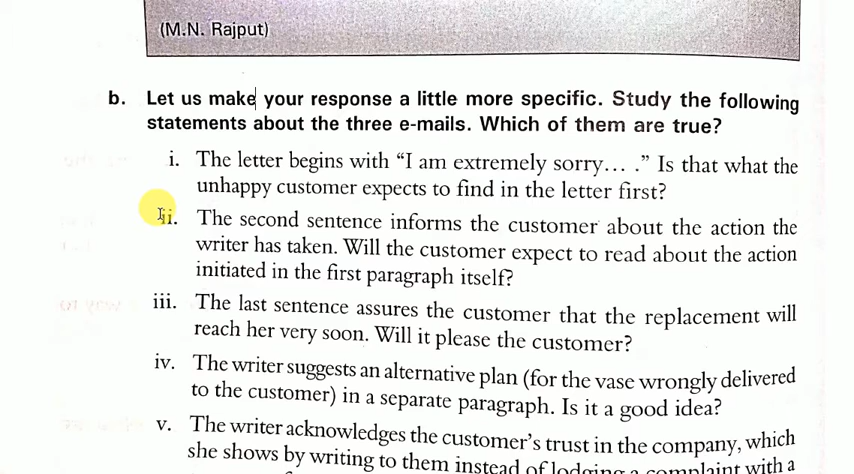 (M.N. Rajput)
b. Let us make your response a little more specific. Study the following
statements about the three e-mails. Which of them are true?
i. The letter begins with “I am extremely sorry... .” Is that what the
unhappy customer expects to find in the letter first?
ii. The second sentence informs the customer about the action the
writer has taken. Will the customer expect to read about the action
initiated in the first paragraph itself?
iii. The last sentence assures the customer that the replacement will
reach her very soon. Will it please the customer?
iv. The writer suggests an alternative plan (for the vase wrongly delivered
to the customer) in a separate paragraph. Is it a good idea?
v. The writer acknowledges the customer's trust in the company, which
she shows by writing to them instead of lodging a complaint with a